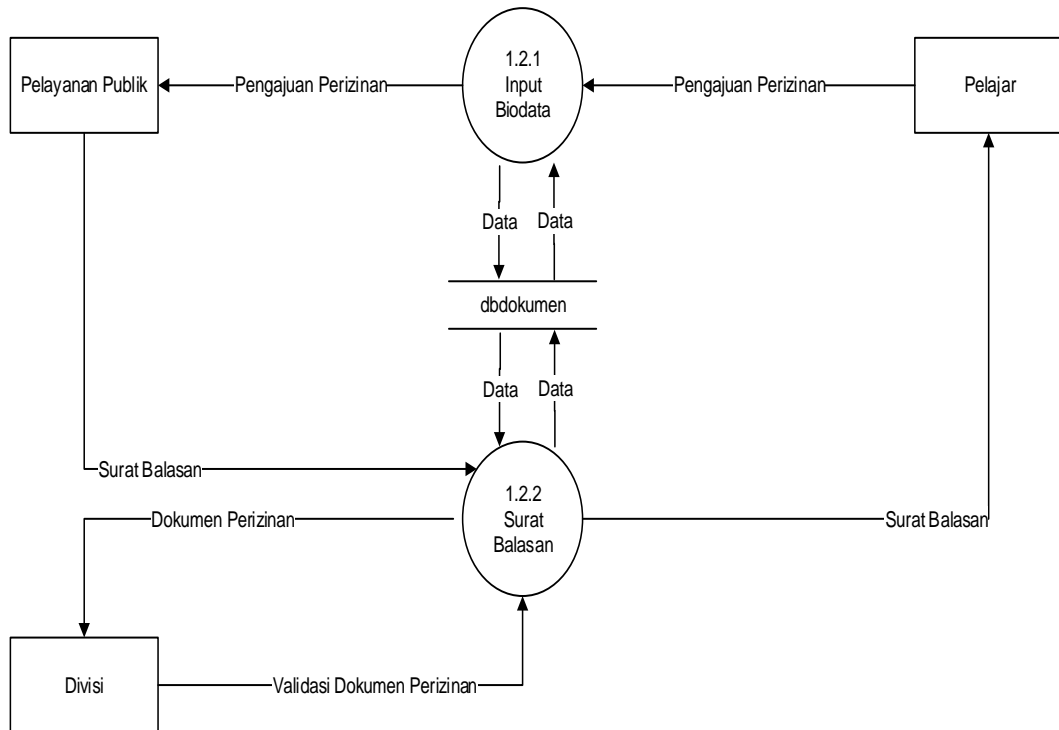 1.2.1
Input
Biodata
Pelayanan Publik
Pengajuan Perizinan
Pengajuan Perizinan
Pelajar
Data
Data
dbdokumen
Data
Data
Surat Balasan
1.2.2
Surat
Balasan
Dokumen Perizinan
Surat Balasan
Divisi
Validasi Dokumen Perizinan